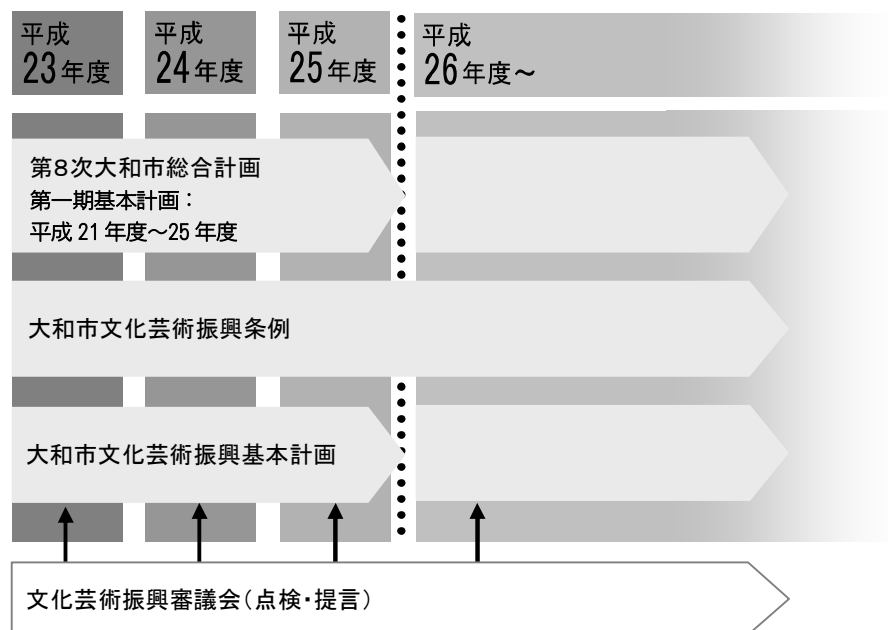 平成
23年度
平成
24年度
平成
25年度
平成
26年度～
第8次大和市総合計画
第一期基本計画：
平成21年度～25年度
大和市文化芸術振興条例
大和市文化芸術振興基本計画
文化芸術振興審議会（点検・提言）